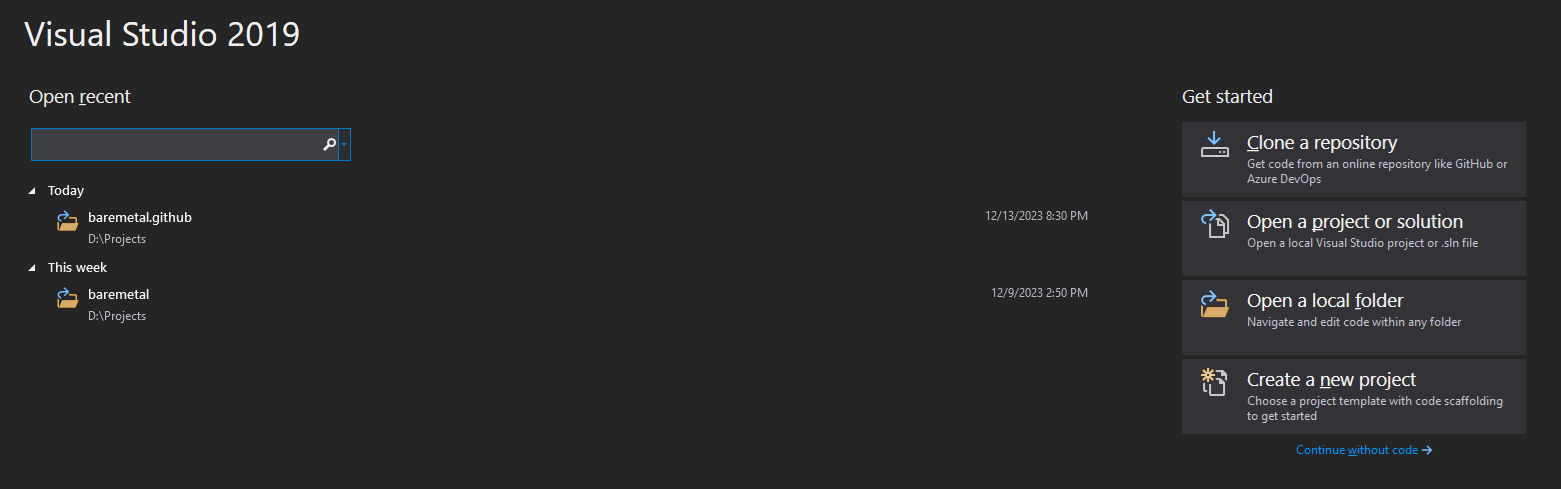 Visual Studio 2019
Open recent
Today
baremetal.github
12/13/2023 8:30 PM
D:\Projects
This week
baremetal
12/9/2023 2:50 PM
D:\Projects
Get started
Clone a repository
Get code from an online repository like GitHub or
Azure DevOps
Open a project or solution
Open a local Visual Studio project or .sln file
Open a local folder
Navigate and edit code within any folder
Create a new project
Choose a project template with code scaffolding
to get started
Continue without code →